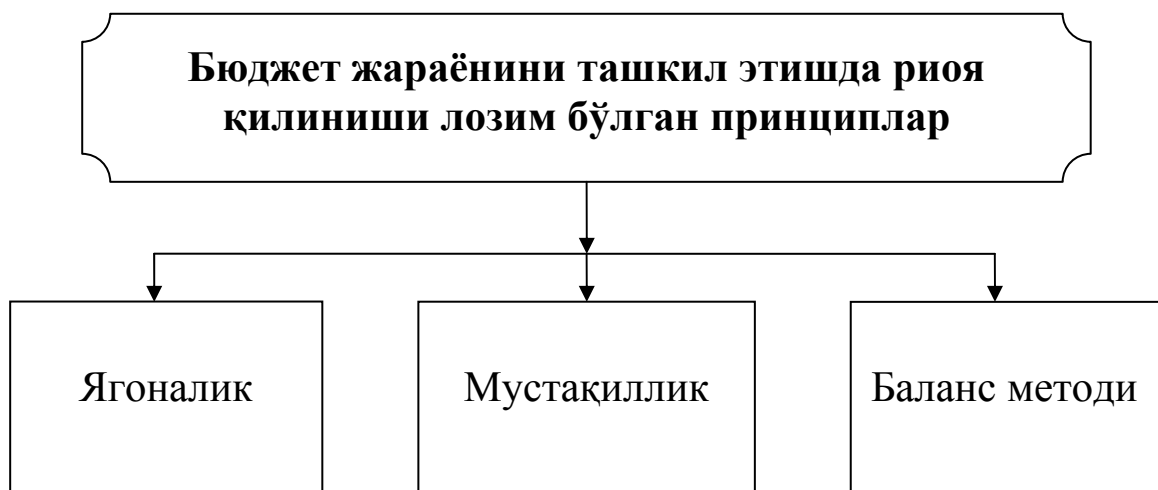 Бюджет жараёнини ташкил этишда риоя
қилиниши лозим бўлган принциплар
Ягоналик
Мустақиллик
Баланс методи